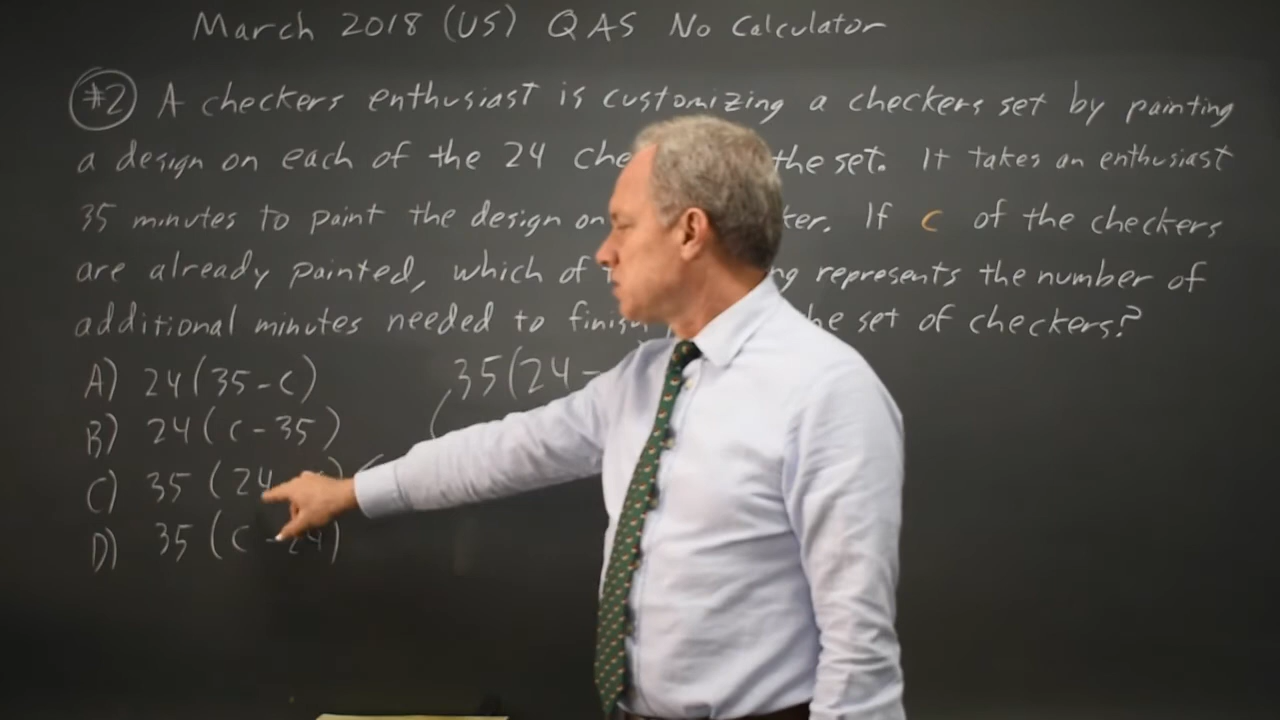 March 2018 (US) QAS No Calculator
#2 A checkers enthusiast is customizing a checkers set by painting
a design on each of the 24 the set. It takes an enthusiast
35 minutes to paint the design on If c of the checkers
are already painted, which of represents the number of
additional minutes needed to finish the set of checkers?
A) 24(35-c) 35(24-
B) 24(c-35)
C) 35(24
D) 35(c-24)